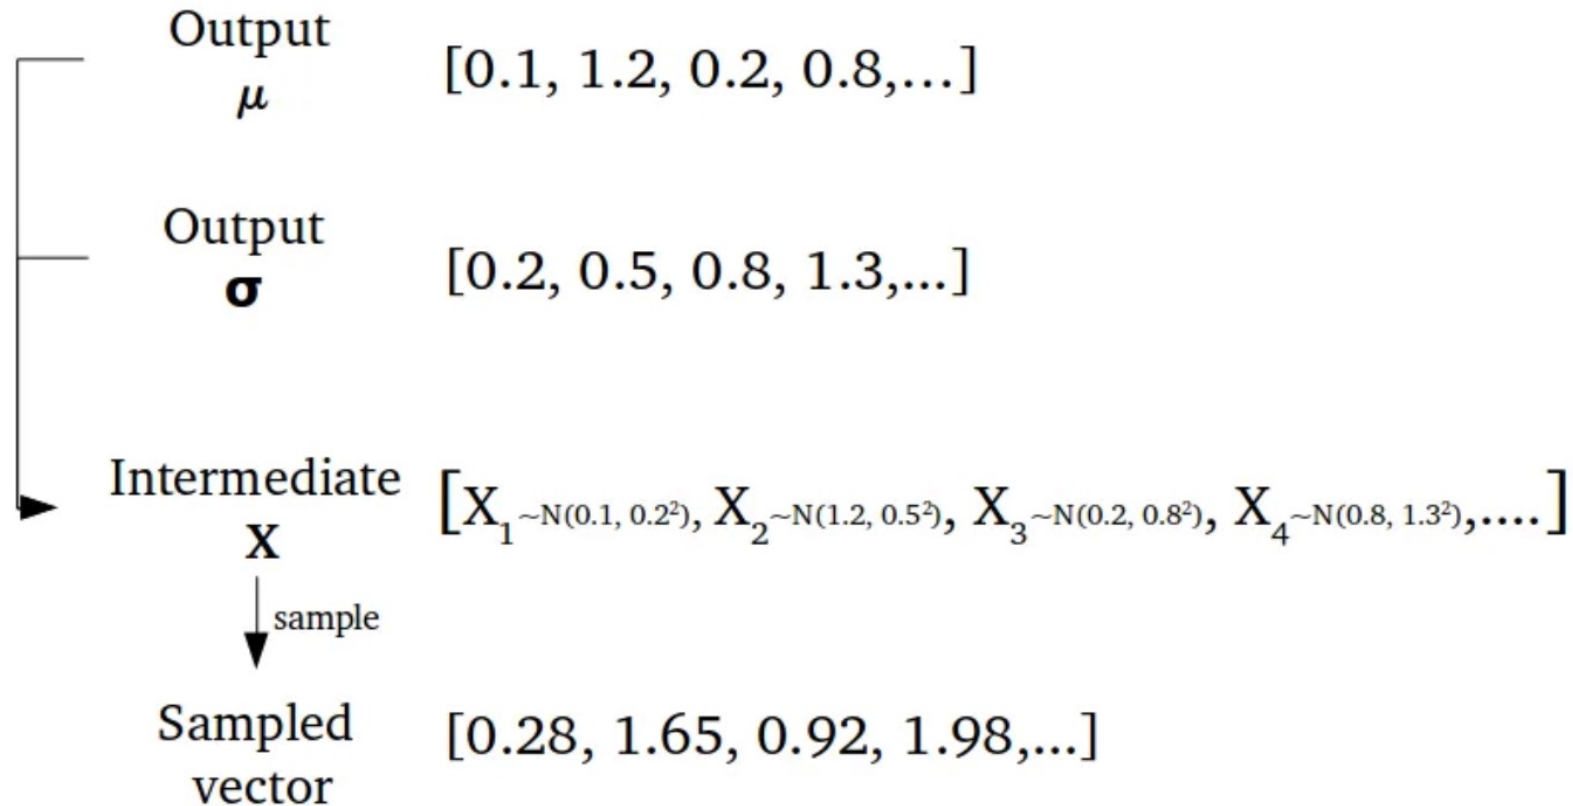 Output
μ
[0.1, 1.2, 0.2, 0.8,...]
Output
σ
[0.2, 0.5, 0.8, 1.3,...]
Intermediate
X
[X₁~N(0.1, 0.2²), X₂~N(1.2, 0.5²), X₃~N(0.2, 0.8²), X₄~N(0.8, 1.3²),....]
sample
Sampled
vector
[0.28, 1.65, 0.92, 1.98,...]